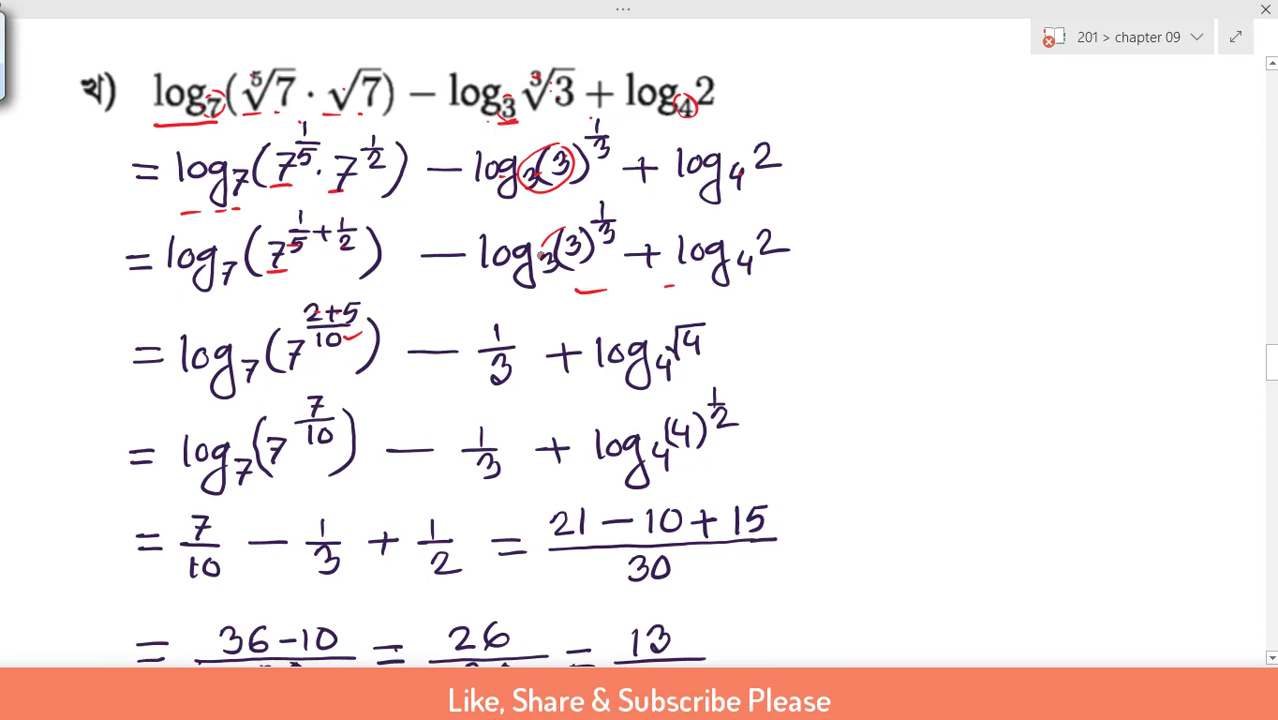 201 > chapter 09
খ) log₇(⁵√7 · √7) − log₃ ³√3 + log₄2
= log₇(7^(1/5) · 7^(1/2)) − log₃(3)^(1/3) + log₄2
= log₇(7^(1/5 + 1/2)) − log₃(3)^(1/3) + log₄2
= log₇(7^((2+5)/10)) − 1/3 + log₄√4
= log₇(7^(7/10)) − 1/3 + log₄(4)^(1/2)
= 7/10 − 1/3 + 1/2 = (21 − 10 + 15)/30
= 36 − 10 = 26 = 13
Like, Share & Subscribe Please